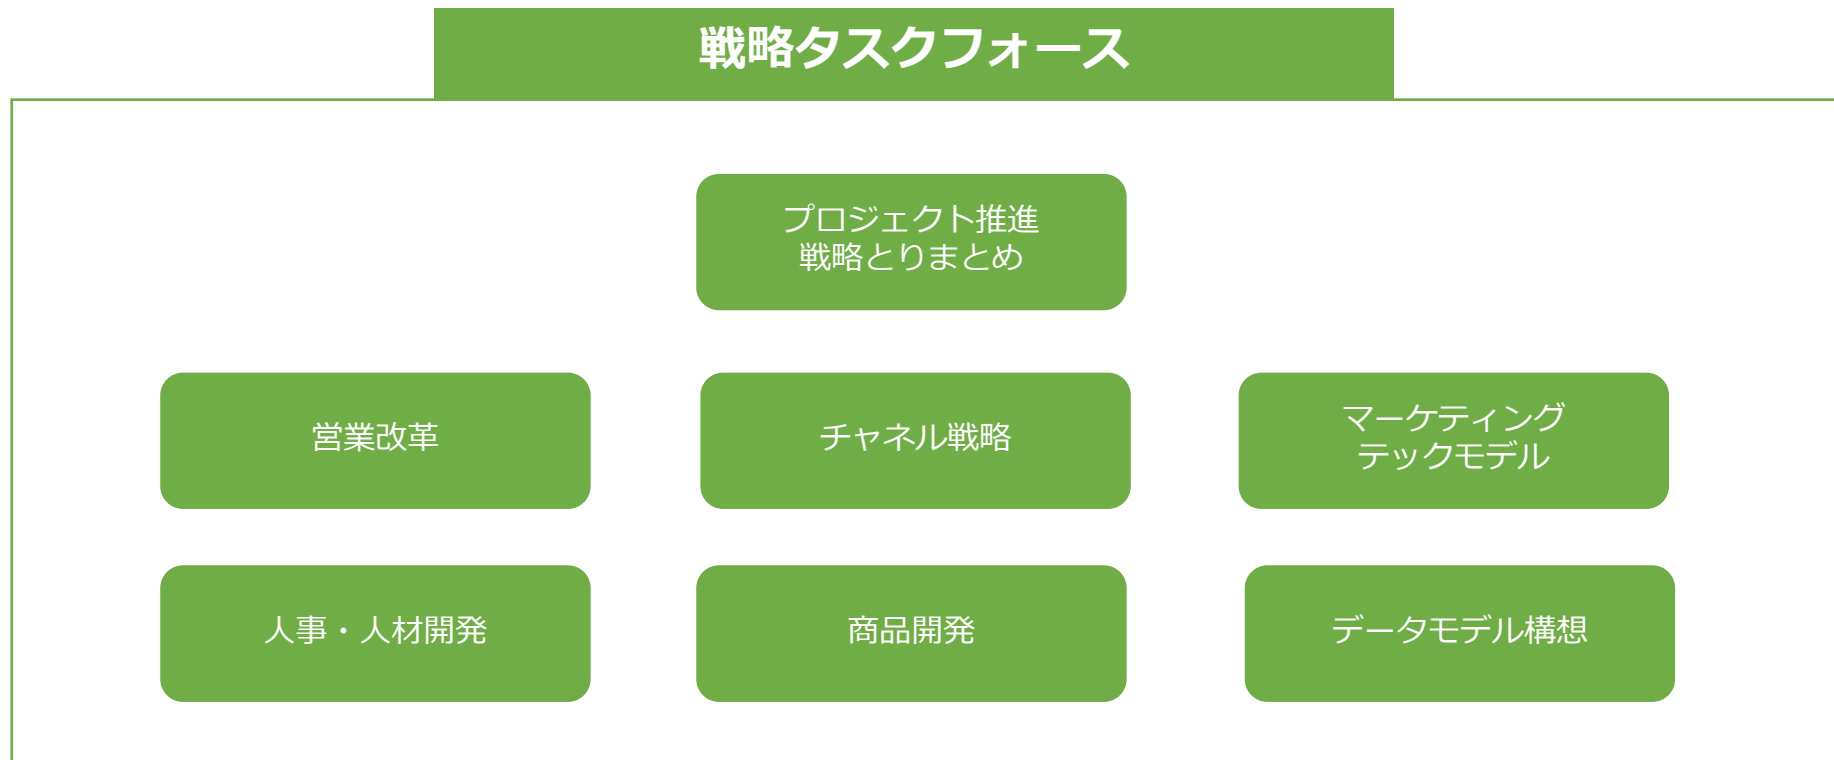 戦略タスクフォース
プロジェクト推進
戦略とりまとめ
営業改革
チャネル戦略
マーケティング
テックモデル
人事・人材開発
商品開発
データモデル構想